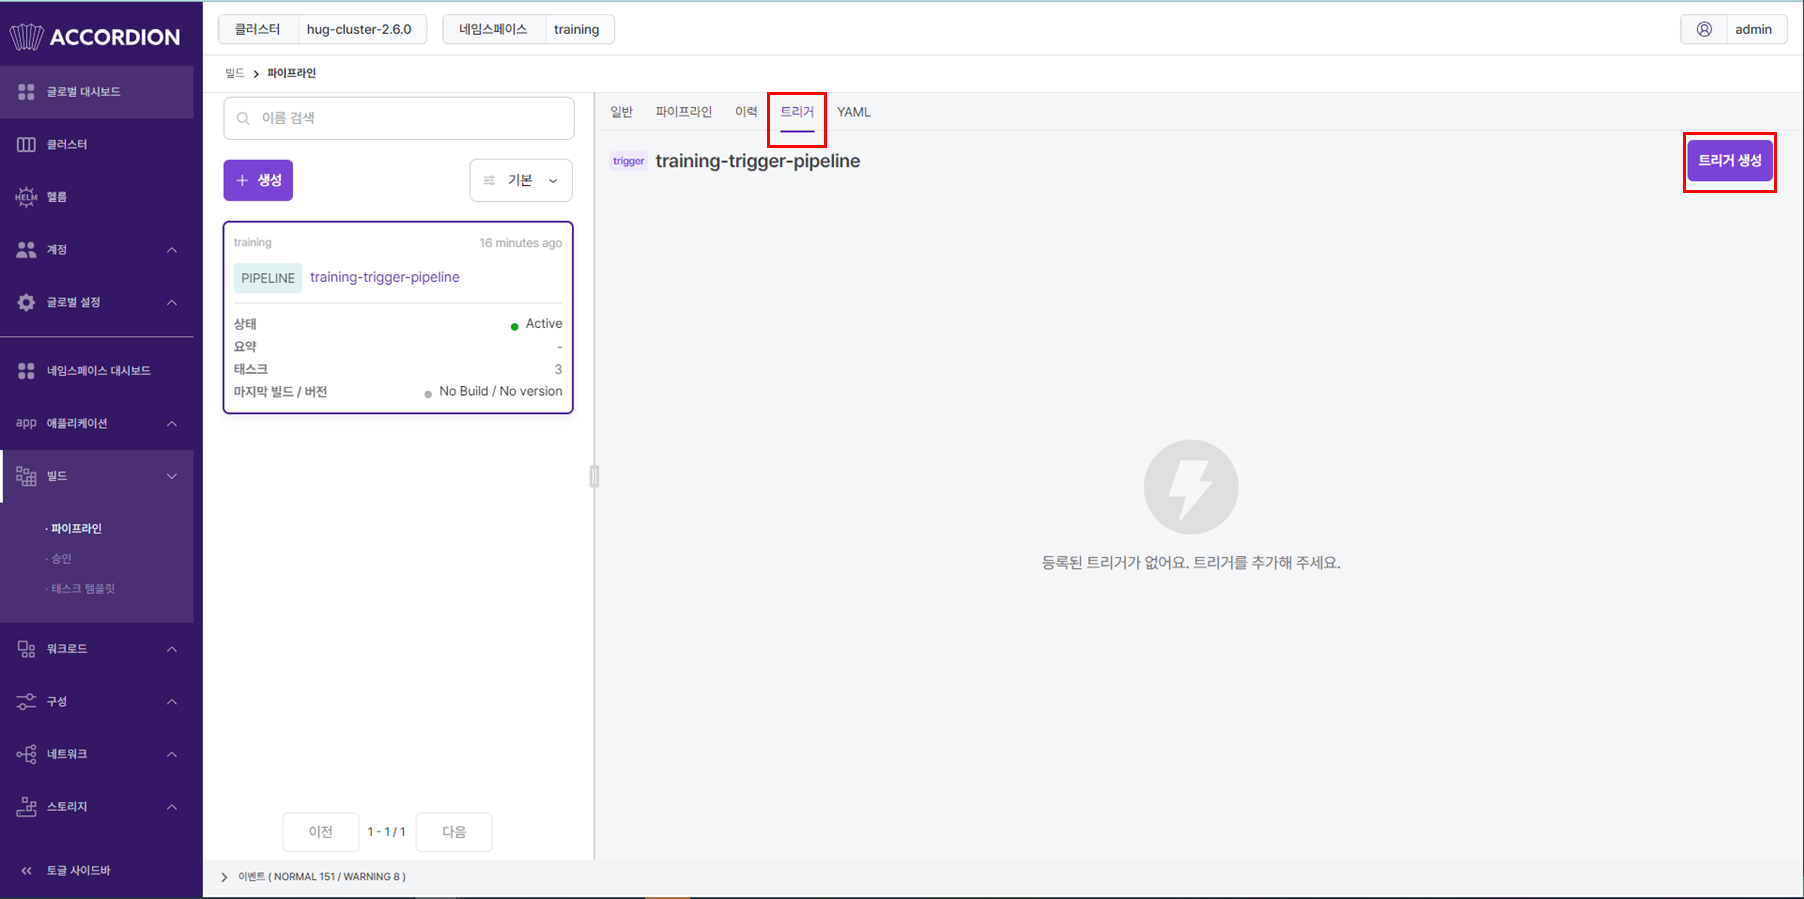 ACCORDION
글로벌 대시보드
클러스터
HELM 헬름
계정
글로벌 설정
네임스페이스 대시보드
app 애플리케이션
빌드
· 파이프라인
· 승인
· 태스크 템플릿
워크로드
구성
네트워크
스토리지
토글 사이드바
클러스터 hug-cluster-2.6.0 네임스페이스 training
admin
빌드 > 파이프라인
이름 검색
+ 생성
기본
training 16 minutes ago
PIPELINE training-trigger-pipeline
상태 Active
요약 -
태스크 3
마지막 빌드 / 버전 No Build / No version
이전 1 - 1 / 1 다음
일반 파이프라인 이력 트리거 YAML
trigger training-trigger-pipeline
트리거 생성
등록된 트리거가 없어요. 트리거를 추가해 주세요.
이벤트 ( NORMAL 151 / WARNING 8 )